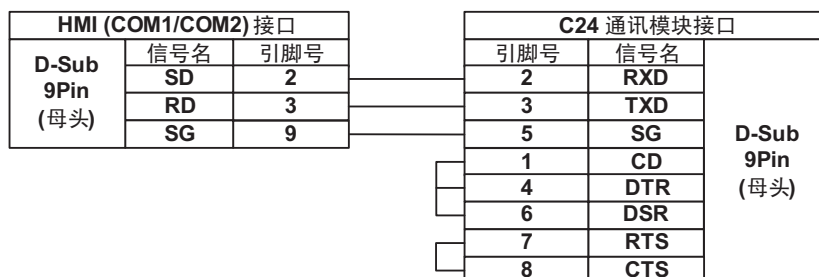 HMI (COM1/COM2) 接口
D-Sub
9Pin
(母头)
信号名 引脚号
SD 2
RD 3
SG 9
C24 通讯模块接口
引脚号 信号名
2 RXD
3 TXD
5 SG
1 CD
4 DTR
6 DSR
7 RTS
8 CTS
D-Sub
9Pin
(母头)